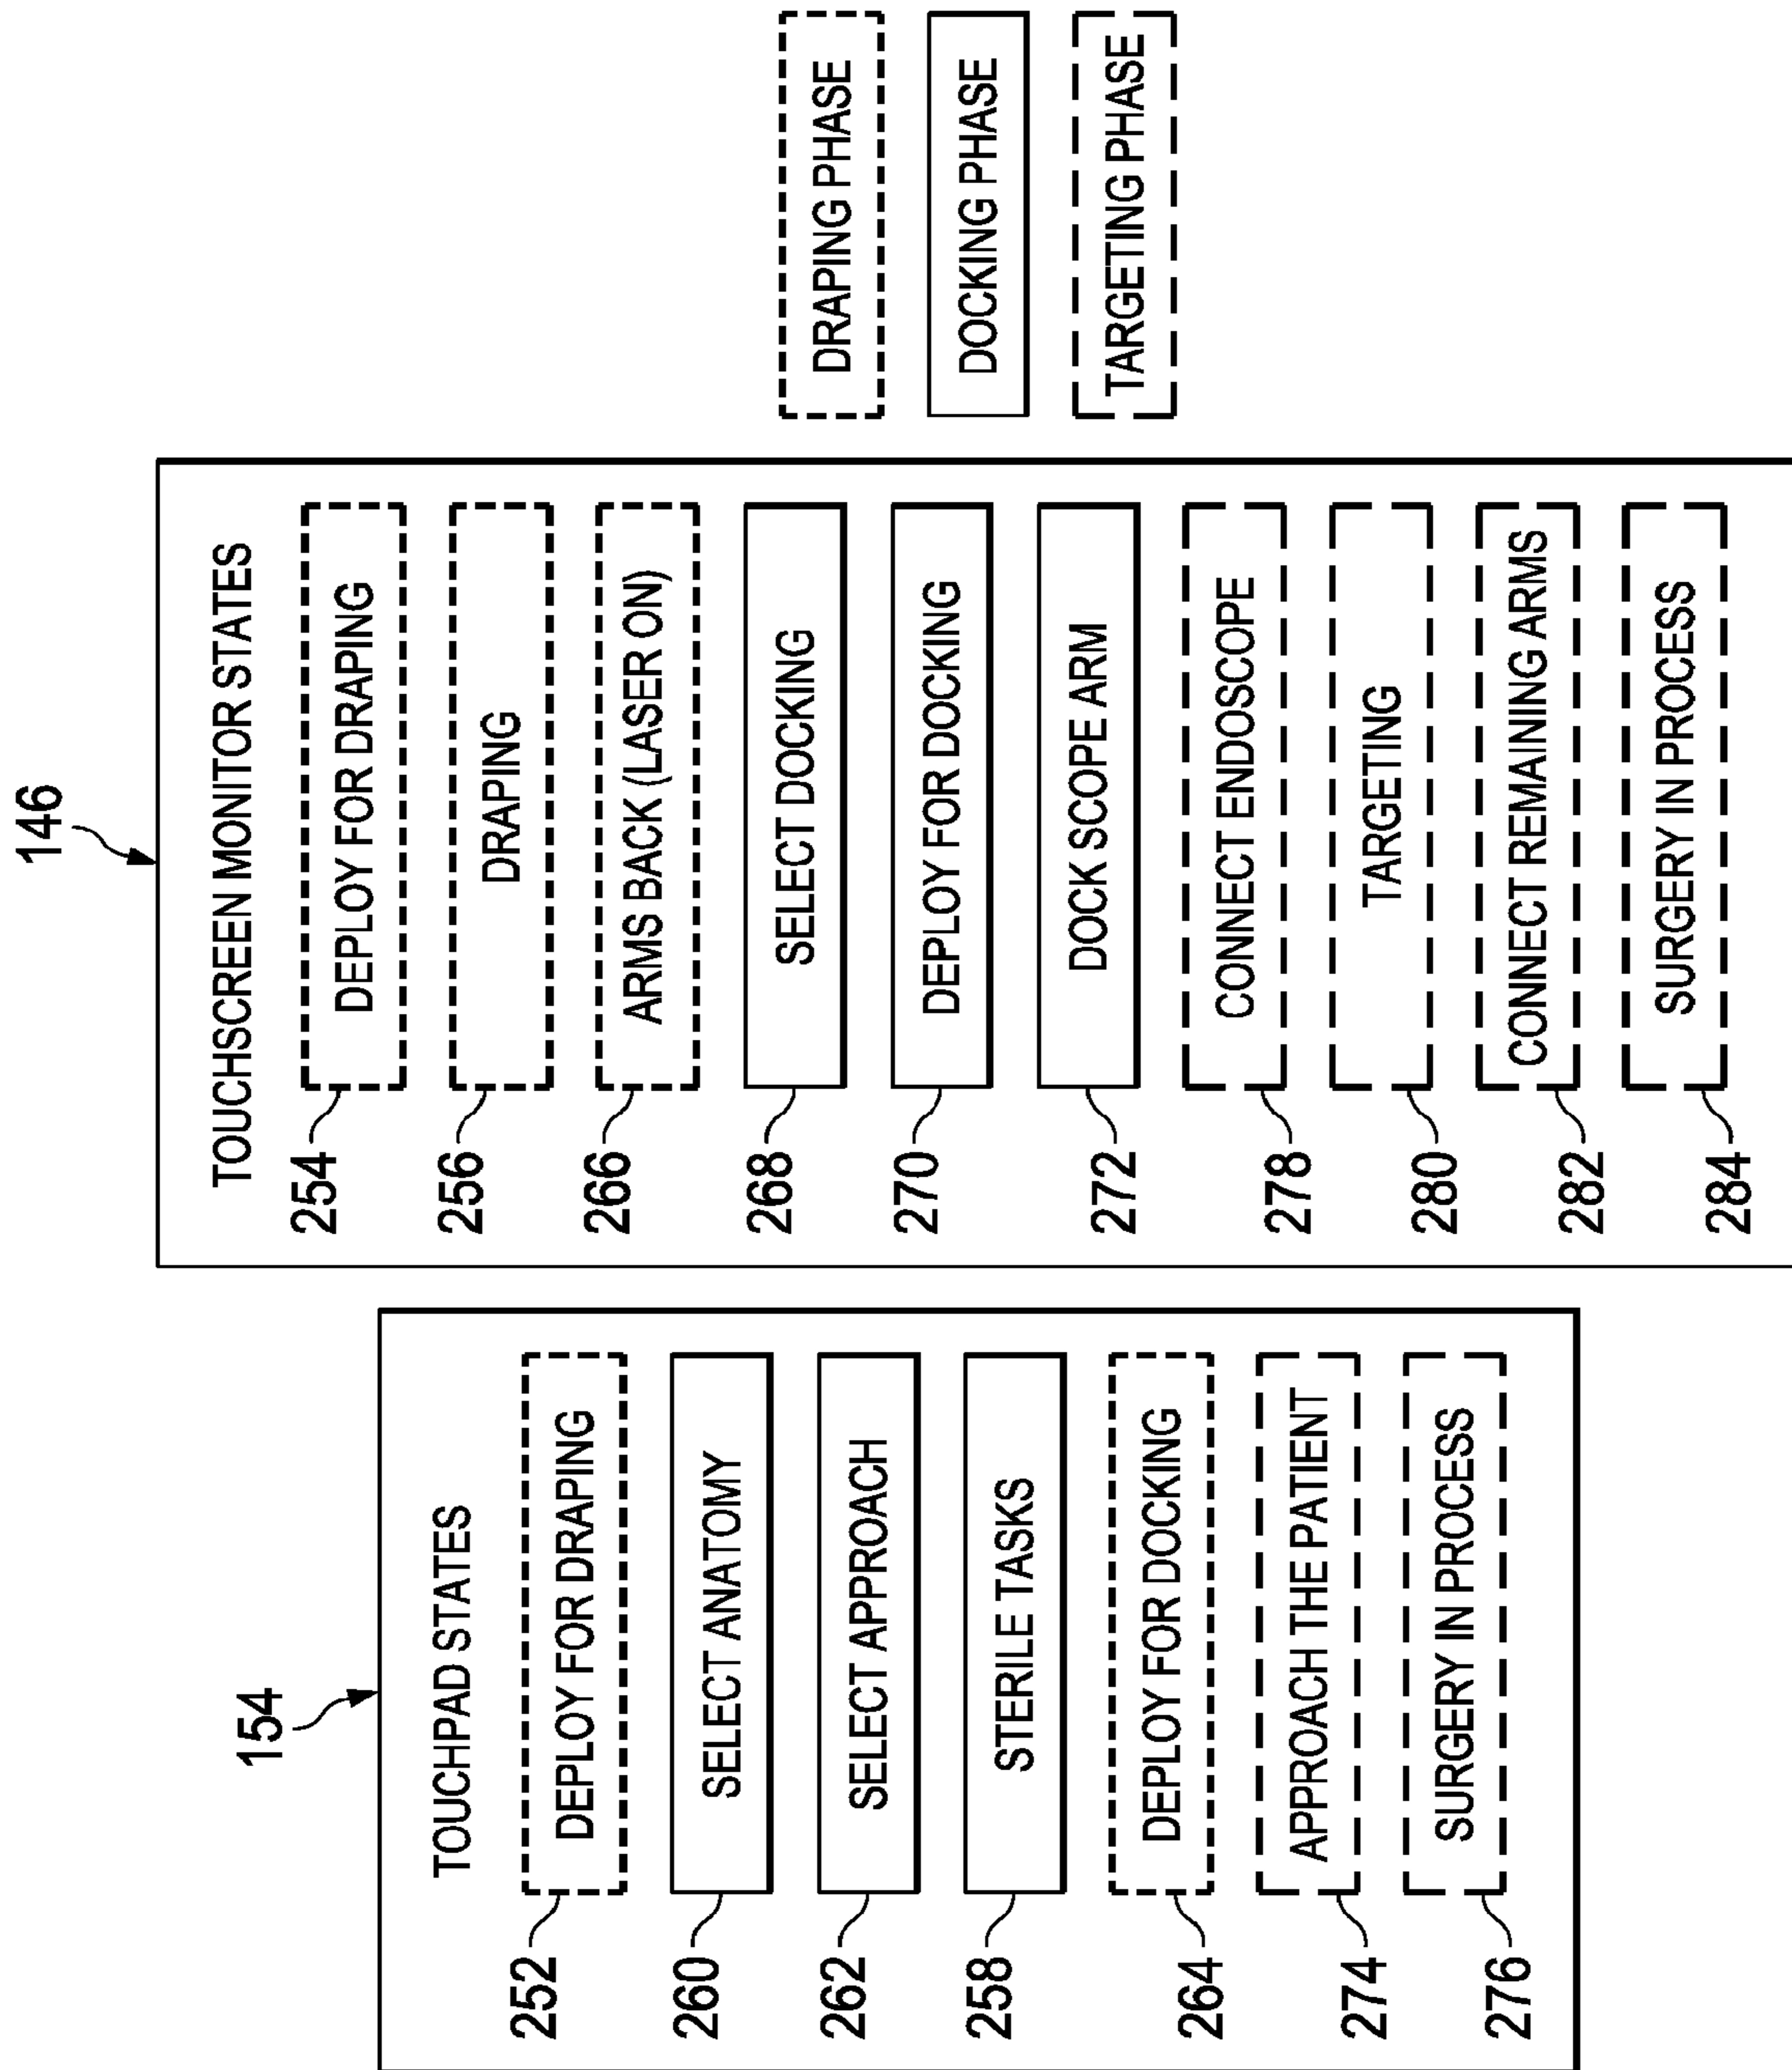 154
TOUCHPAD STATES
252 DEPLOY FOR DRAPING
260 SELECT ANATOMY
262 SELECT APPROACH
258 STERILE TASKS
264 DEPLOY FOR DOCKING
274 APPROACH THE PATIENT
276 SURGERY IN PROCESS
146
TOUCHSCREEN MONITOR STATES
254 DEPLOY FOR DRAPING
256 DRAPING
266 ARMS BACK (LASER ON)
268 SELECT DOCKING
270 DEPLOY FOR DOCKING
272 DOCK SCOPE ARM
278 CONNECT ENDOSCOPE
280 TARGETING
282 CONNECT REMAINING ARMS
284 SURGERY IN PROCESS
DRAPING PHASE
DOCKING PHASE
TARGETING PHASE